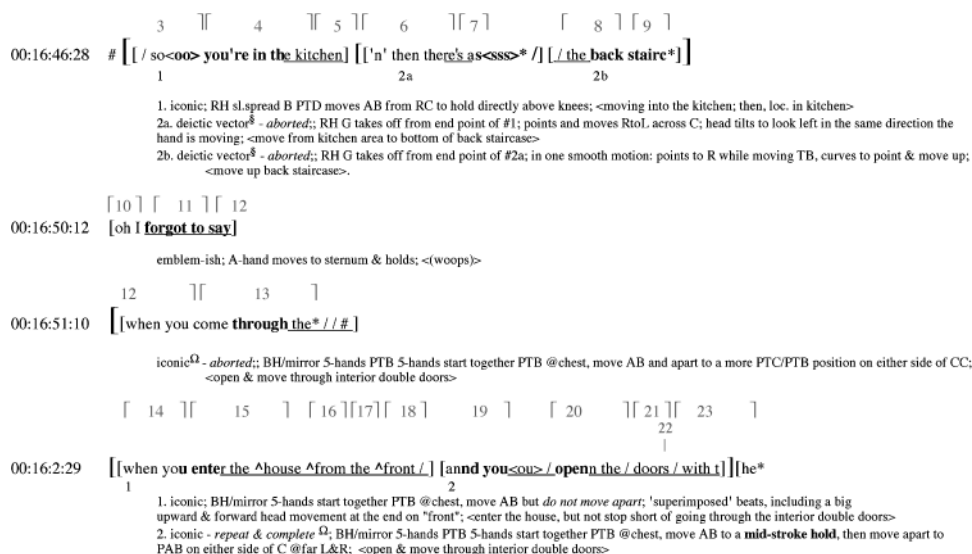 3 ⌉⌈ 4 ⌉⌈ 5 ⌉⌈ 6 ⌉⌈ 7 ⌉ ⌈ 8 ⌉ ⌈ 9 ⌉
00:16:46:28 # [[ / so<oo> you're in the kitchen] [['n' then there's as<sss>* /] [ / the back stairc*]]
1 2a 2b
1. iconic; RH sl.spread B PTD moves AB from RC to hold directly above knees; <moving into the kitchen; then, loc. in kitchen>
2a. deictic vector§ - aborted;; RH G takes off from end point of #1; points and moves RtoL across C; head tilts to look left in the same direction the
hand is moving; <move from kitchen area to bottom of back staircase>
2b. deictic vector§ - aborted;; RH G takes off from end point of #2a; in one smooth motion: points to R while moving TB, curves to point & move up;
<move up back staircase>.
⌈ 10 ⌉ ⌈ 11 ⌉ ⌈ 12
00:16:50:12 [oh I forgot to say]
emblem-ish; A-hand moves to sternum & holds; <(woops)>
12 ⌉⌈ 13 ⌉
00:16:51:10 [[when you come through the* / / # ]
iconicΩ - aborted;; BH/mirror 5-hands PTB 5-hands start together PTB @chest, move AB and apart to a more PTC/PTB position on either side of CC;
<open & move through interior double doors>
⌈ 14 ⌉⌈ 15 ⌉ ⌈ 16 ⌉⌈ 17 ⌉⌈ 18 ⌉ 19 ⌉ ⌈ 20 ⌉⌈ 21 ⌉⌈ 23 ⌉
22
00:16:2:29 [[when you enter the ^house ^from the ^front / ] [annd you<ou> / openn the / doors / with t]][he*
1 2
1. iconic; BH/mirror 5-hands start together PTB @chest, move AB but do not move apart; 'superimposed' beats, including a big
upward & forward head movement at the end on "front"; <enter the house, but not stop short of going through the interior double doors>
2. iconic - repeat & complete Ω; BH/mirror 5-hands PTB 5-hands start together PTB @chest, move AB to a mid-stroke hold, then move apart to
PAB on either side of C @far L&R; <open & move through interior double doors>